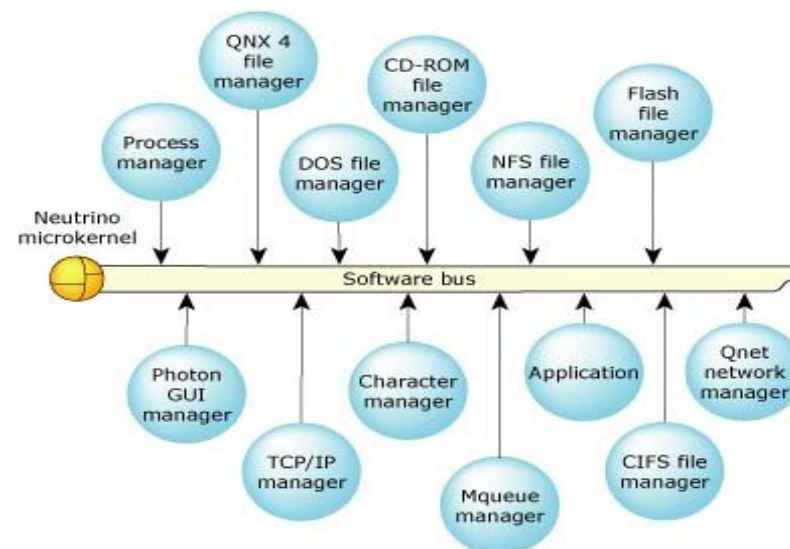 QNX 4
file
manager
CD-ROM
file
manager
Flash
file
manager
Process
manager
DOS file
manager
NFS file
manager
Neutrino
microkernel
Software bus
Photon
GUI
manager
Character
manager
Application
Qnet
network
manager
TCP/IP
manager
Mqueue
manager
CIFS file
manager